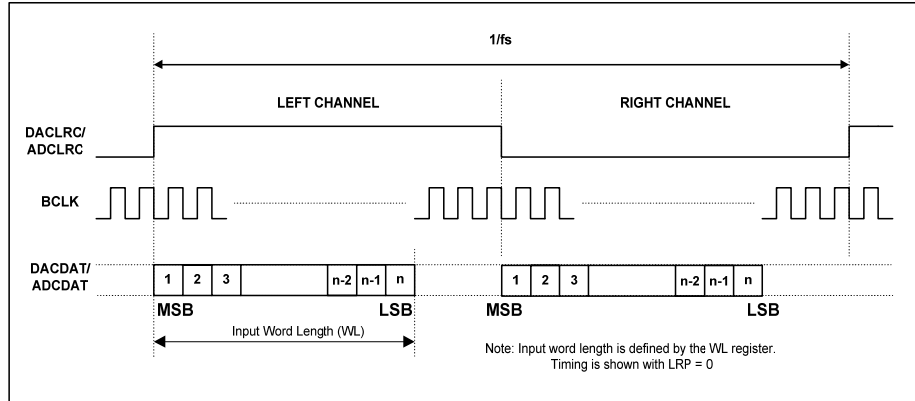 1/fs
LEFT CHANNEL
RIGHT CHANNEL
DACLRC/
ADCLRC
BCLK
DACDAT/
ADCDAT
1 2 3 n-2 n-1 n
1 2 3 n-2 n-1 n
MSB
LSB
MSB
LSB
Input Word Length (WL)
Note: Input word length is defined by the WL register.
Timing is shown with LRP = 0